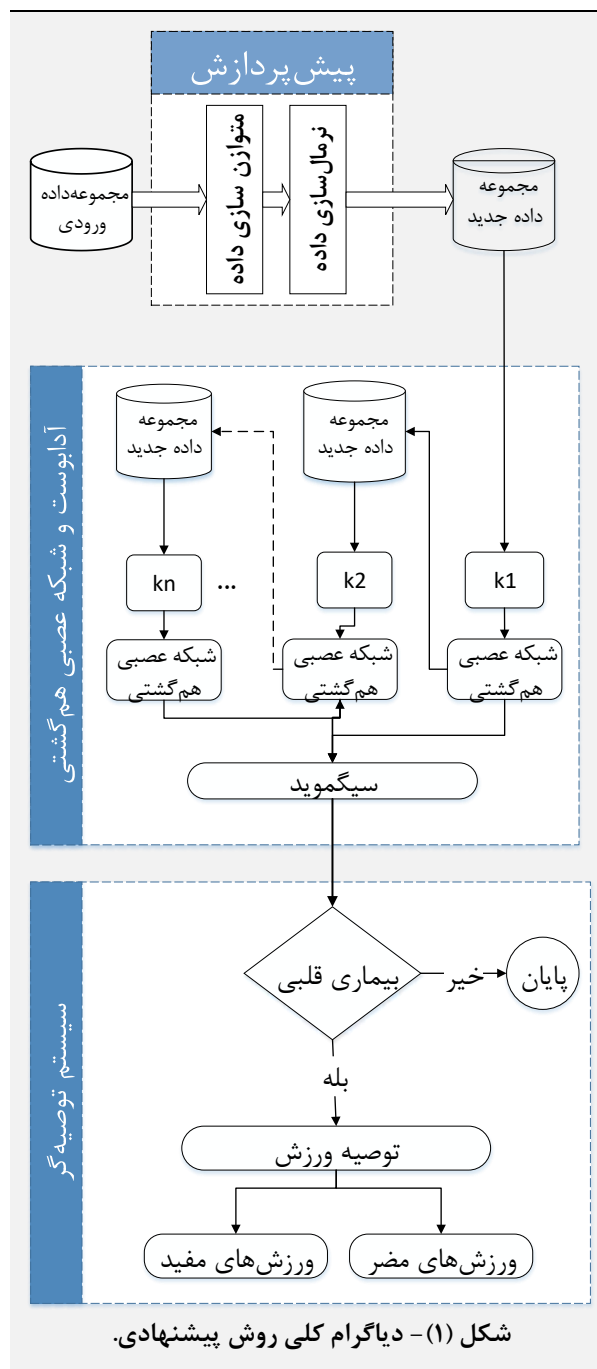 پیش‌پردازش
مجموعه‌داده
ورودی
متوازن سازی داده
نرمال‌سازی داده
مجموعه
داده جدید
آدابوست و شبکه عصبی هم‌گشتی
مجموعه
داده جدید
مجموعه
داده جدید
k1
k2
...
kn
شبکه عصبی
هم‌گشتی
شبکه عصبی
هم‌گشتی
شبکه عصبی
هم‌گشتی
سیگموید
سیستم توصیه‌گر
بیماری قلبی
خیر
پایان
بله
توصیه ورزش
ورزش‌های مضر
ورزش‌های مفید
شکل (۱)- دیاگرام کلی روش پیشنهادی.